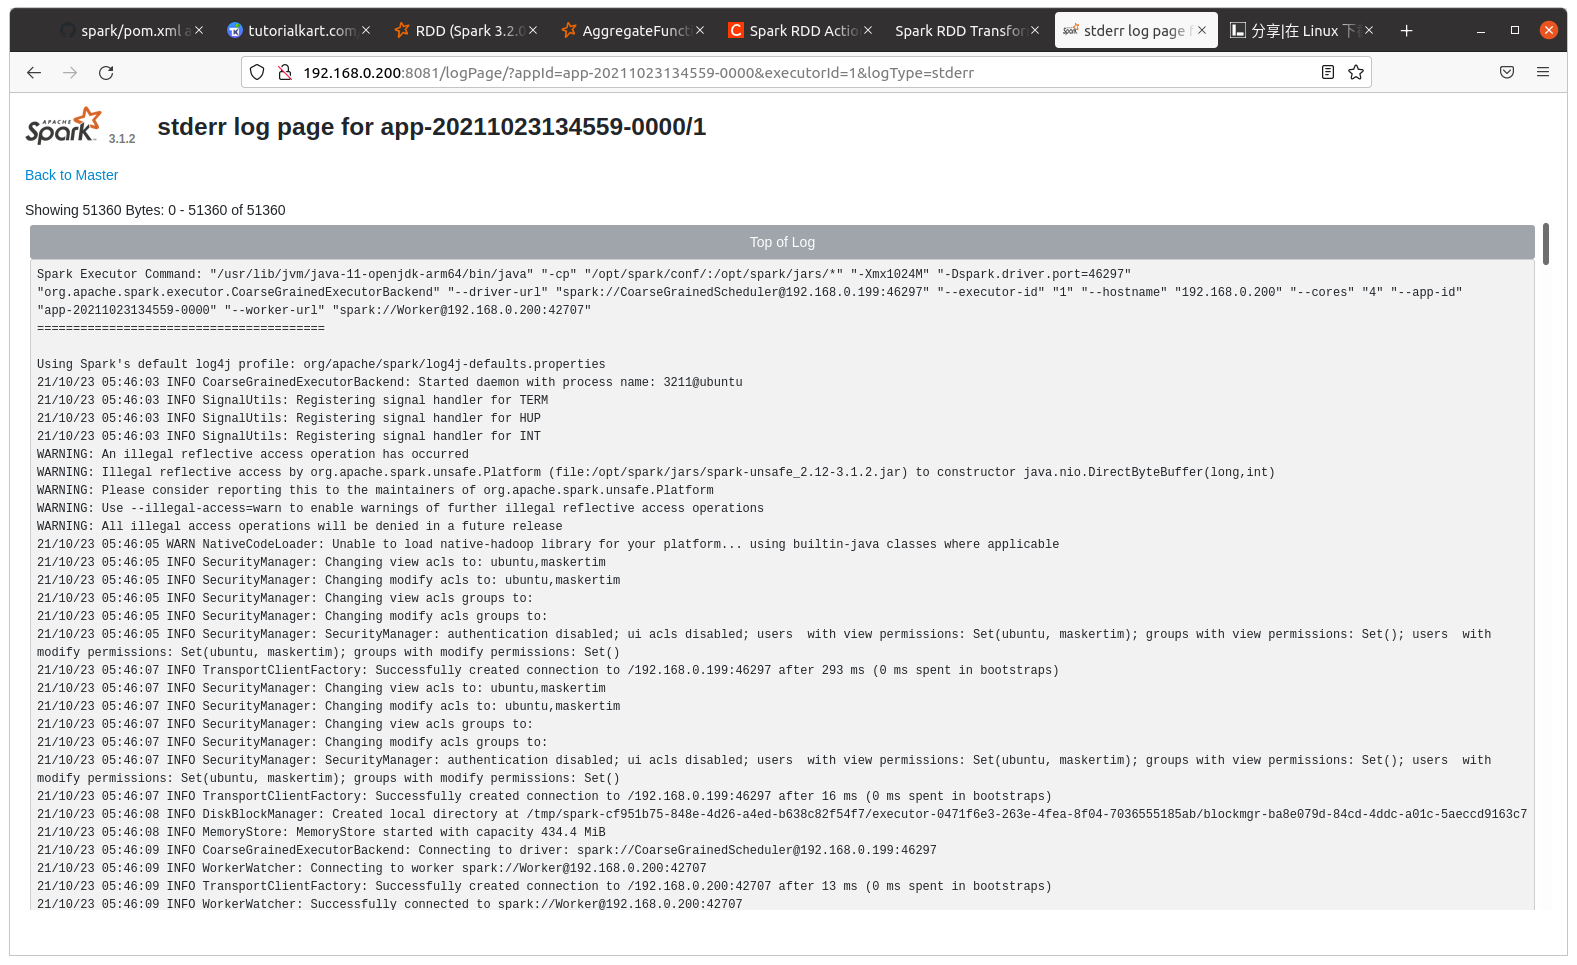 spark/pom.xml a
tutorialkart.com
RDD (Spark 3.2.0
AggregateFuncti
Spark RDD Actio
Spark RDD Transfor
stderr log page f
分享|在 Linux 下
192.168.0.200:8081/logPage/?appId=app-20211023134559-0000&executorId=1&logType=stderr
APACHE
Spark 3.1.2
stderr log page for app-20211023134559-0000/1
Back to Master
Showing 51360 Bytes: 0 - 51360 of 51360
Top of Log
Spark Executor Command: "/usr/lib/jvm/java-11-openjdk-arm64/bin/java" "-cp" "/opt/spark/conf/:/opt/spark/jars/*" "-Xmx1024M" "-Dspark.driver.port=46297"
"org.apache.spark.executor.CoarseGrainedExecutorBackend" "--driver-url" "spark://CoarseGrainedScheduler@192.168.0.199:46297" "--executor-id" "1" "--hostname" "192.168.0.200" "--cores" "4" "--app-id"
"app-20211023134559-0000" "--worker-url" "spark://Worker@192.168.0.200:42707"
========================================
Using Spark's default log4j profile: org/apache/spark/log4j-defaults.properties
21/10/23 05:46:03 INFO CoarseGrainedExecutorBackend: Started daemon with process name: 3211@ubuntu
21/10/23 05:46:03 INFO SignalUtils: Registering signal handler for TERM
21/10/23 05:46:03 INFO SignalUtils: Registering signal handler for HUP
21/10/23 05:46:03 INFO SignalUtils: Registering signal handler for INT
WARNING: An illegal reflective access operation has occurred
WARNING: Illegal reflective access by org.apache.spark.unsafe.Platform (file:/opt/spark/jars/spark-unsafe_2.12-3.1.2.jar) to constructor java.nio.DirectByteBuffer(long,int)
WARNING: Please consider reporting this to the maintainers of org.apache.spark.unsafe.Platform
WARNING: Use --illegal-access=warn to enable warnings of further illegal reflective access operations
WARNING: All illegal access operations will be denied in a future release
21/10/23 05:46:05 WARN NativeCodeLoader: Unable to load native-hadoop library for your platform... using builtin-java classes where applicable
21/10/23 05:46:05 INFO SecurityManager: Changing view acls to: ubuntu,maskertim
21/10/23 05:46:05 INFO SecurityManager: Changing modify acls to: ubuntu,maskertim
21/10/23 05:46:05 INFO SecurityManager: Changing view acls groups to:
21/10/23 05:46:05 INFO SecurityManager: Changing modify acls groups to:
21/10/23 05:46:05 INFO SecurityManager: SecurityManager: authentication disabled; ui acls disabled; users  with view permissions: Set(ubuntu, maskertim); groups with view permissions: Set(); users  with
modify permissions: Set(ubuntu, maskertim); groups with modify permissions: Set()
21/10/23 05:46:07 INFO TransportClientFactory: Successfully created connection to /192.168.0.199:46297 after 293 ms (0 ms spent in bootstraps)
21/10/23 05:46:07 INFO SecurityManager: Changing view acls to: ubuntu,maskertim
21/10/23 05:46:07 INFO SecurityManager: Changing modify acls to: ubuntu,maskertim
21/10/23 05:46:07 INFO SecurityManager: Changing view acls groups to:
21/10/23 05:46:07 INFO SecurityManager: Changing modify acls groups to:
21/10/23 05:46:07 INFO SecurityManager: SecurityManager: authentication disabled; ui acls disabled; users  with view permissions: Set(ubuntu, maskertim); groups with view permissions: Set(); users  with
modify permissions: Set(ubuntu, maskertim); groups with modify permissions: Set()
21/10/23 05:46:07 INFO TransportClientFactory: Successfully created connection to /192.168.0.199:46297 after 16 ms (0 ms spent in bootstraps)
21/10/23 05:46:08 INFO DiskBlockManager: Created local directory at /tmp/spark-cf951b75-848e-4d26-a4ed-b638c82f54f7/executor-0471f6e3-263e-4fea-8f04-7036555185ab/blockmgr-ba8e079d-84cd-4ddc-a01c-5aeccd9163c7
21/10/23 05:46:08 INFO MemoryStore: MemoryStore started with capacity 434.4 MiB
21/10/23 05:46:09 INFO CoarseGrainedExecutorBackend: Connecting to driver: spark://CoarseGrainedScheduler@192.168.0.199:46297
21/10/23 05:46:09 INFO WorkerWatcher: Connecting to worker spark://Worker@192.168.0.200:42707
21/10/23 05:46:09 INFO TransportClientFactory: Successfully created connection to /192.168.0.200:42707 after 13 ms (0 ms spent in bootstraps)
21/10/23 05:46:09 INFO WorkerWatcher: Successfully connected to spark://Worker@192.168.0.200:42707